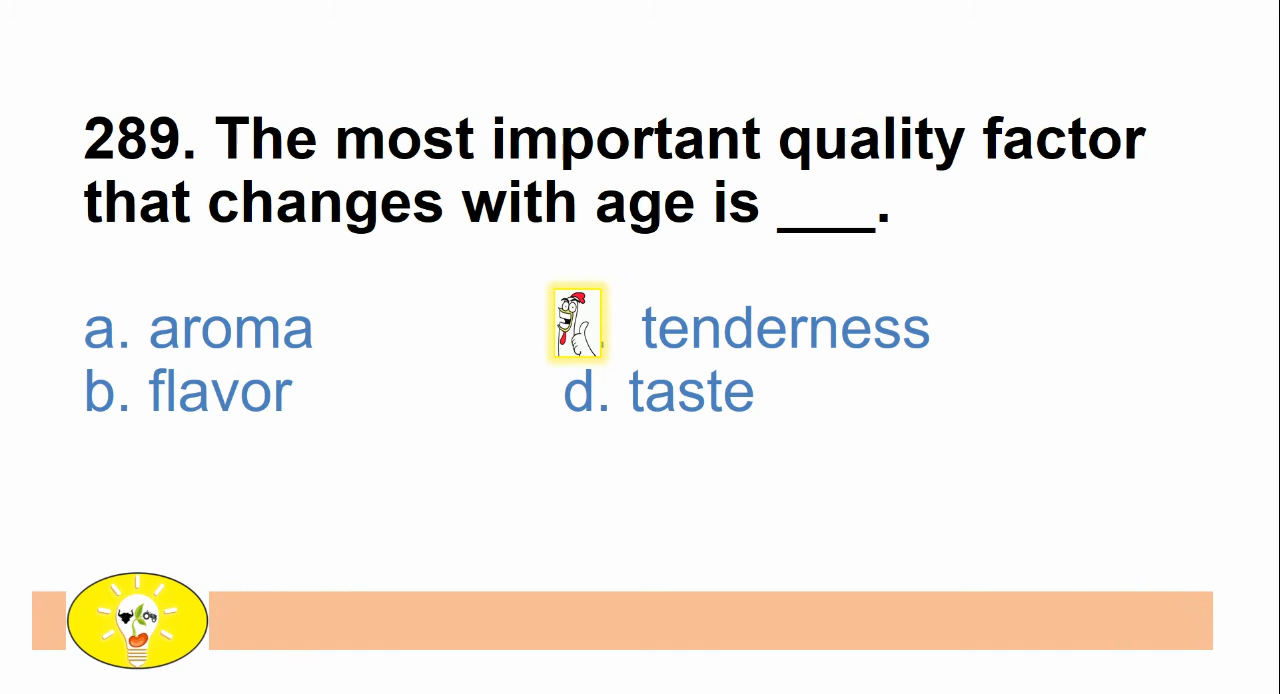 289. The most important quality factor
that changes with age is ___.
a. aroma
. tenderness
b. flavor
d. taste